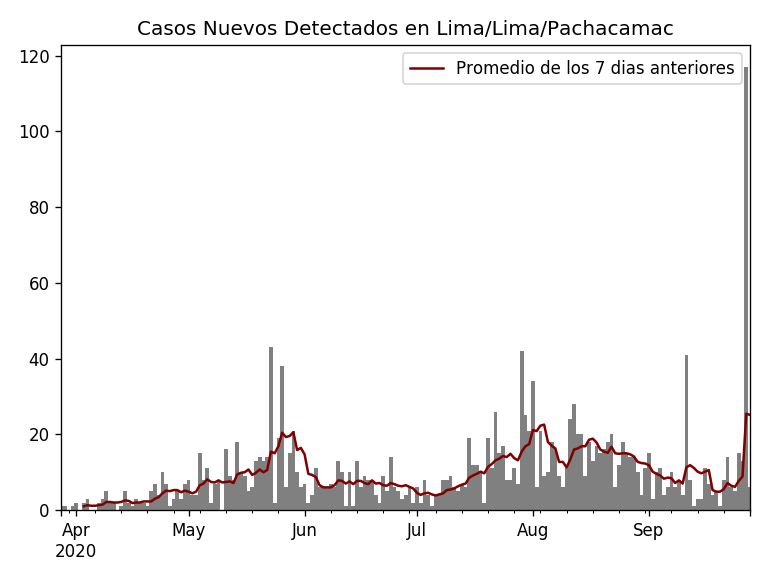 Casos Nuevos Detectados en Lima/Lima/Pachacamac
Promedio de los 7 dias anteriores
120
100
80
60
40
20
0
Apr May Jun Jul Aug Sep
2020